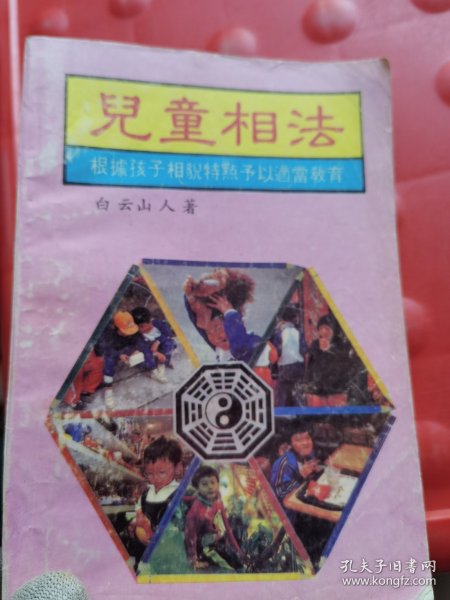 兒童相法
根據孩子相貌特點予以適當教育
白云山人著
孔夫子旧书网
www.kongfz.com